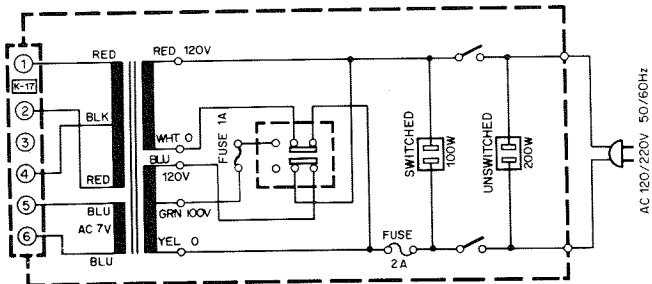 1
K-17
2
3
4
5
6
RED
BLK
RED
BLU
AC 7V
BLU
RED 120V
WHT 0
BLU
120V
GRN 100V
YEL 0
FUSE 1A
FUSE
2A
SWITCHED
100W
UNSWITCHED
200W
AC 120/220V 50/60Hz